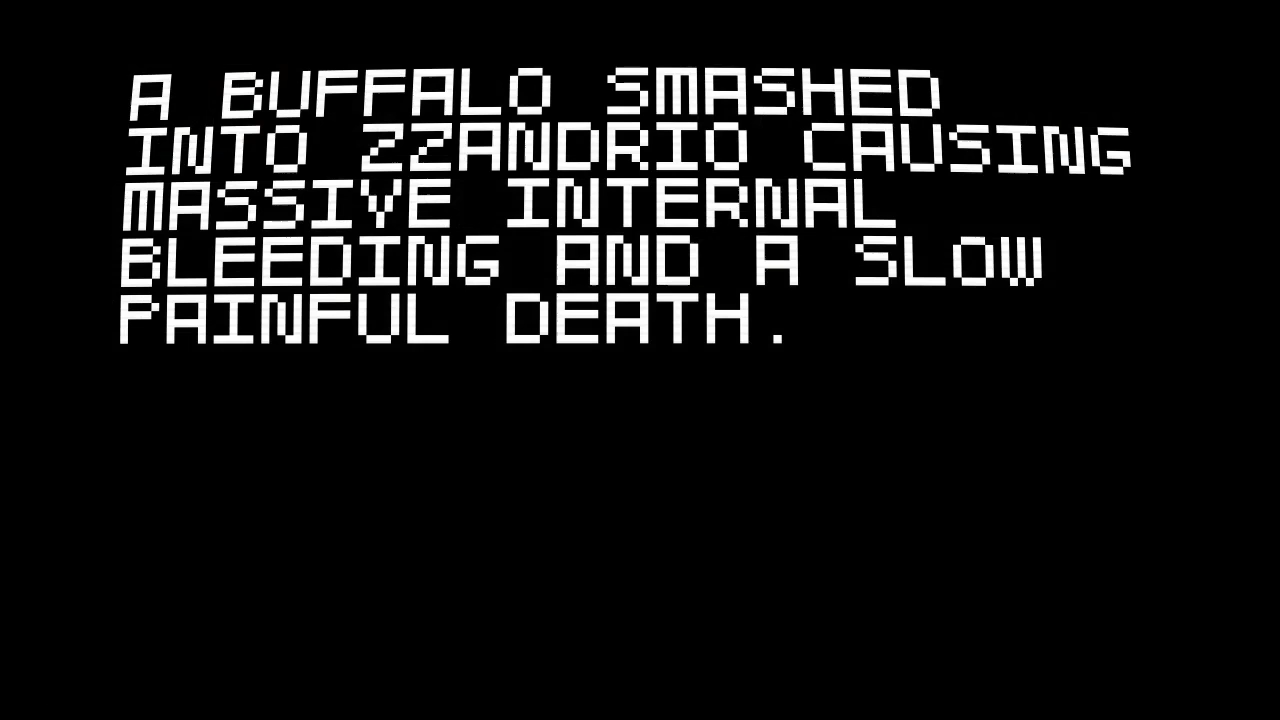 A BUFFALO SMASHED
INTO ZZANDRIO CAUSING
MASSIVE INTERNAL
BLEEDING AND A SLOW
PAINFUL DEATH.